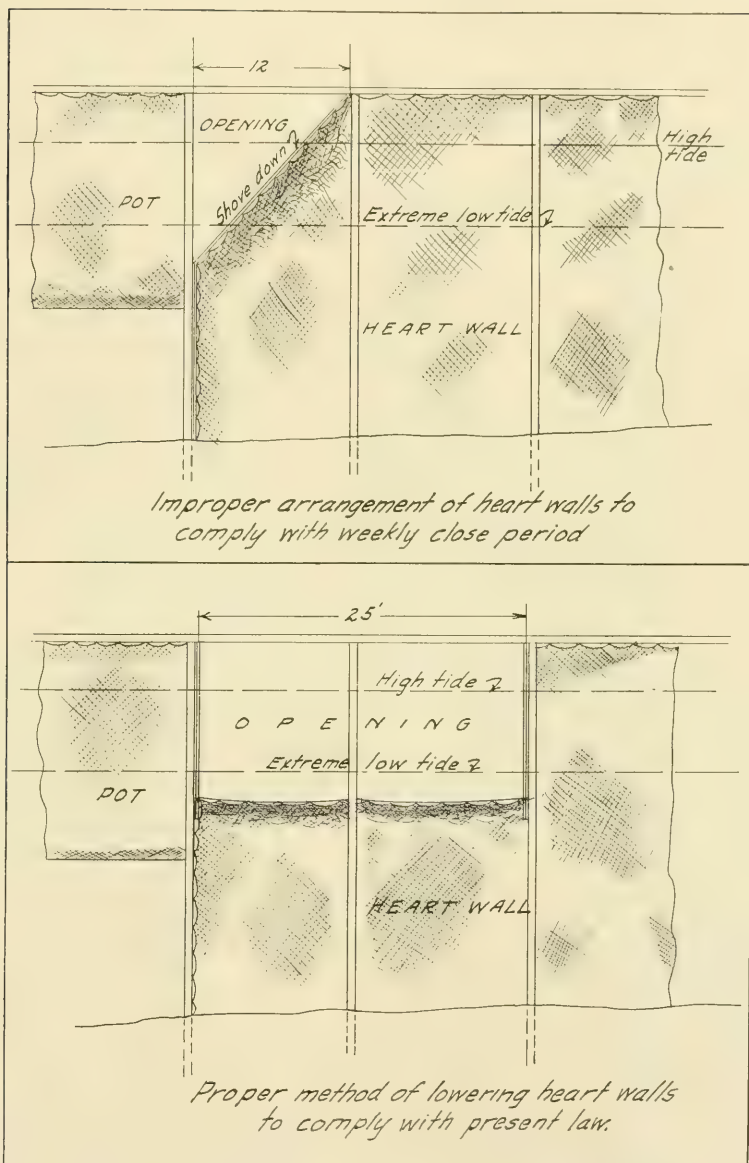 12
OPENING
High
tide
Shove down
POT
Extreme low tide
HEART WALL
Improper arrangement of heart walls to
comply with weekly close period
25'
High tide
OPENING
Extreme low tide
POT
HEART WALL
Proper method of lowering heart walls
to comply with present law.